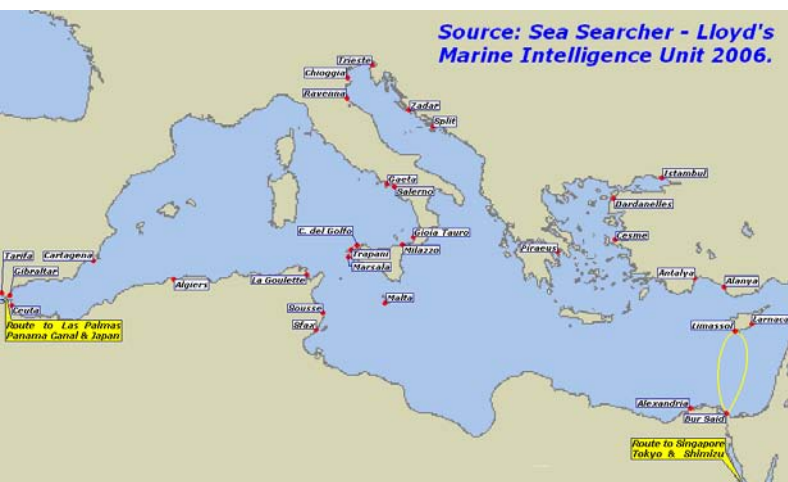 Source: Sea Searcher - Lloyd's
Marine Intelligence Unit 2006.
Trieste
Chioggia
Ravenna
Zadar
Split
Istambul
Gaeta
Salerno
Dardanelles
C. del Golfo
Gioia Tauro
Cesme
Trapani
Milazzo
Piraeus
Tarifa
Cartagena
Marsala
Gibraltar
La Goulette
Antalya
Algiers
Alanya
Malta
Ceuta
Sousse
Route to Las Palmas
Panama Canal & Japan
Sfax
Limassol
Larnaca
Alexandria
Bur Said
Route to Singapore
Tokyo & Shimizu